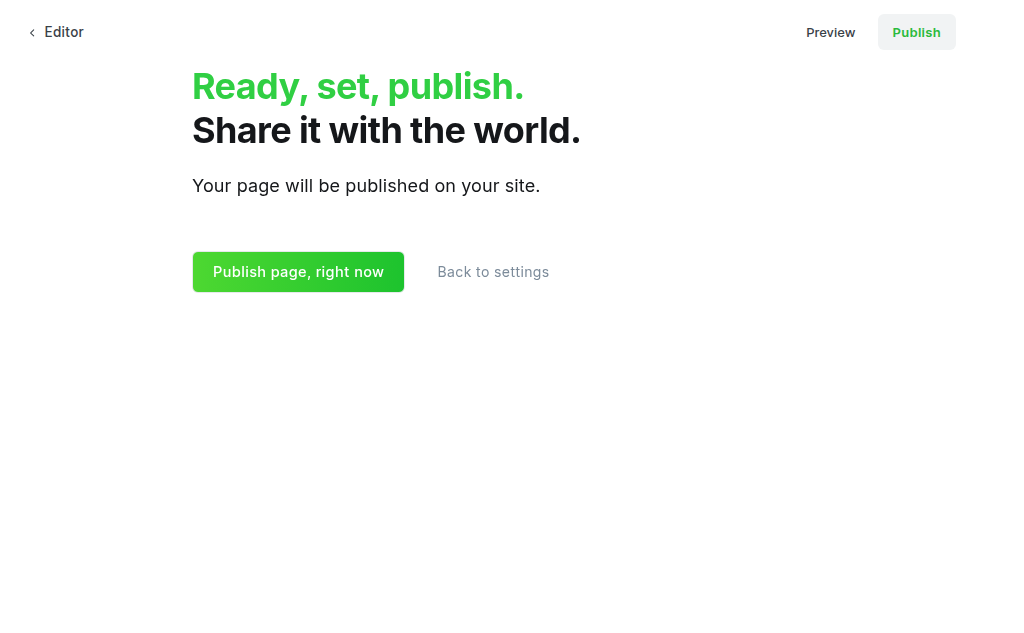 Editor
Preview
Publish
Ready, set, publish.
Share it with the world.
Your page will be published on your site.
Publish page, right now
Back to settings